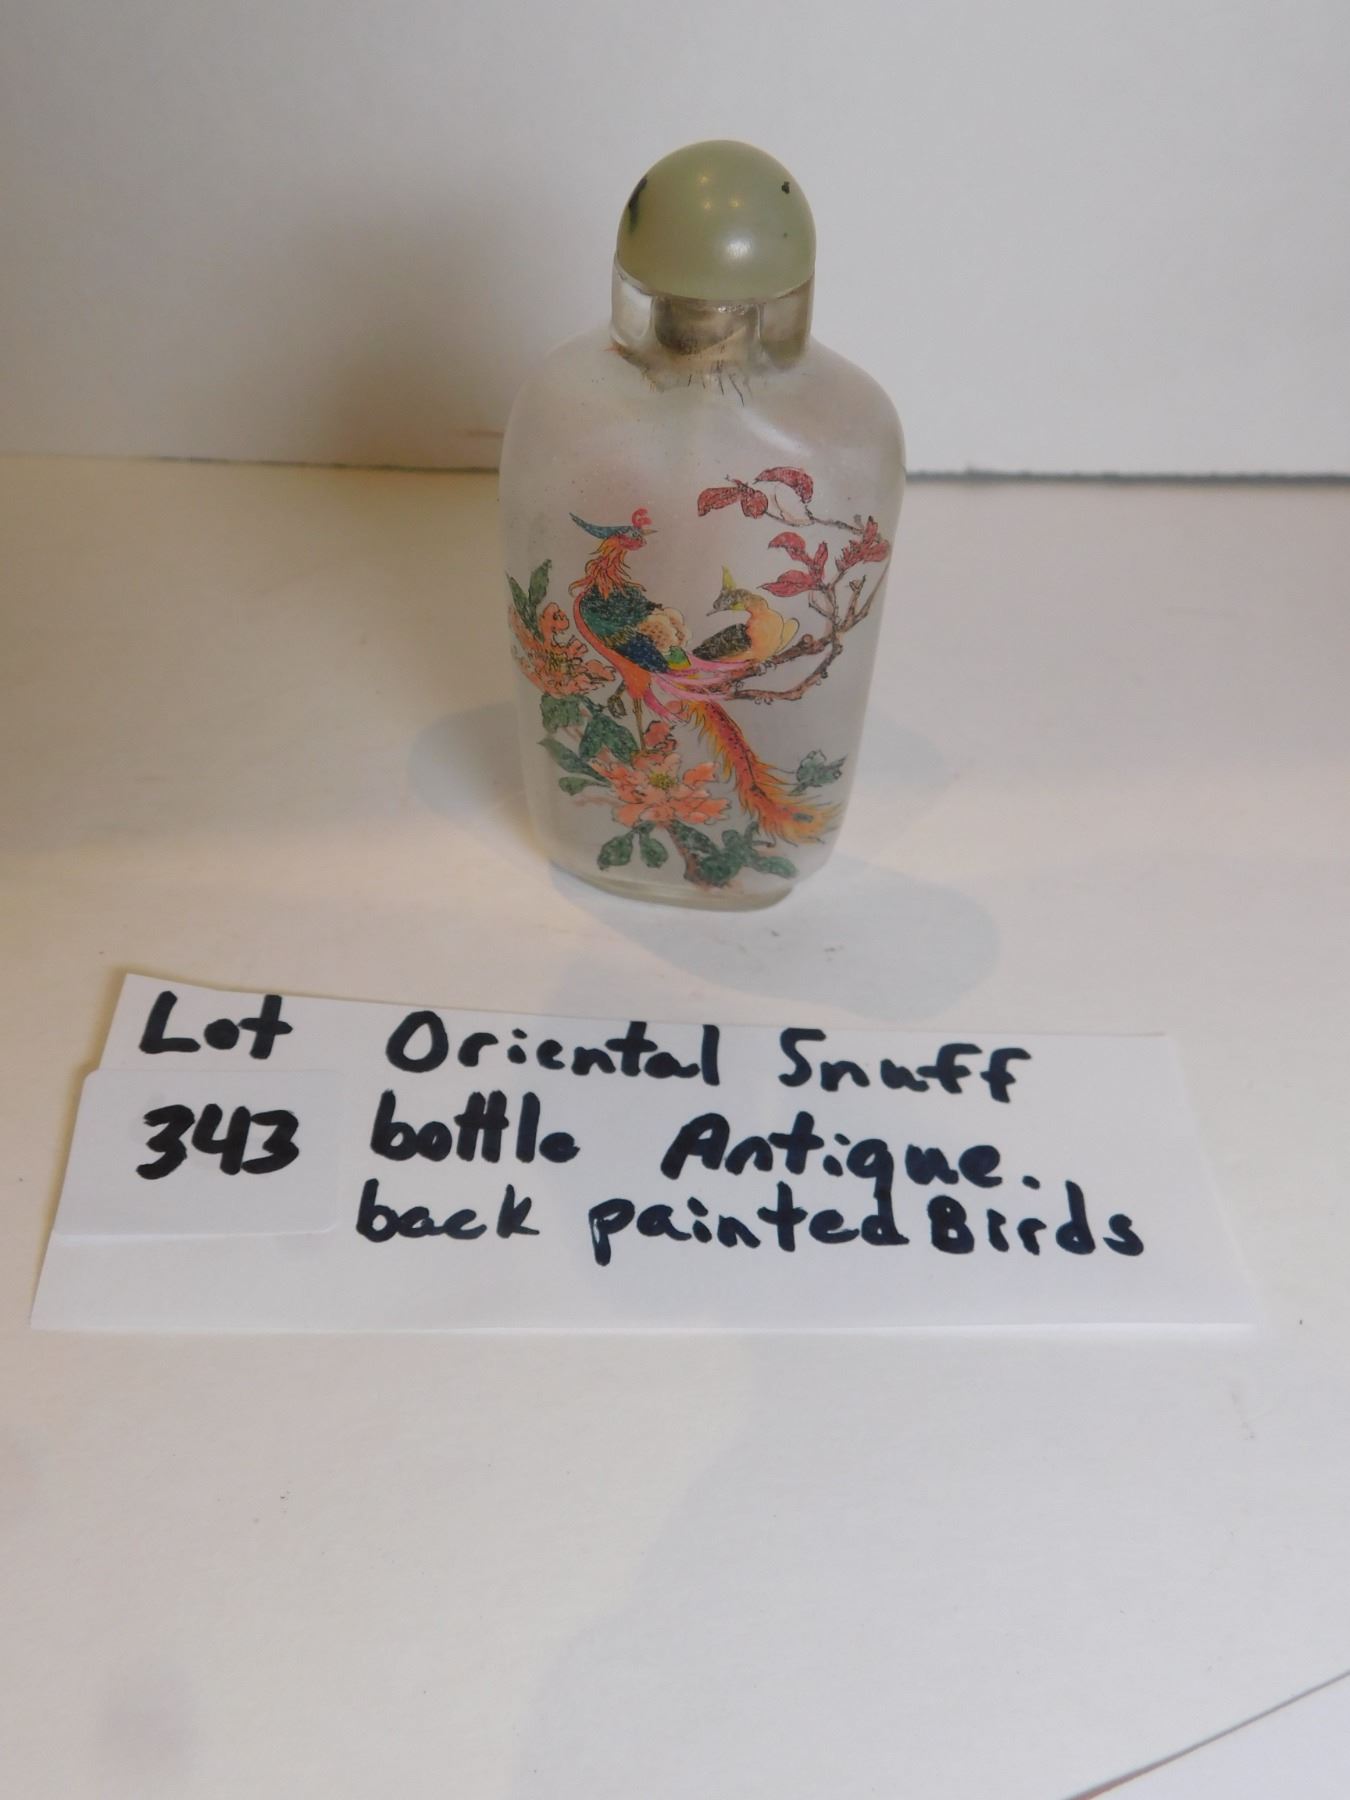 Lot Oriental Snuff
343 bottle Antique.
back painted Birds